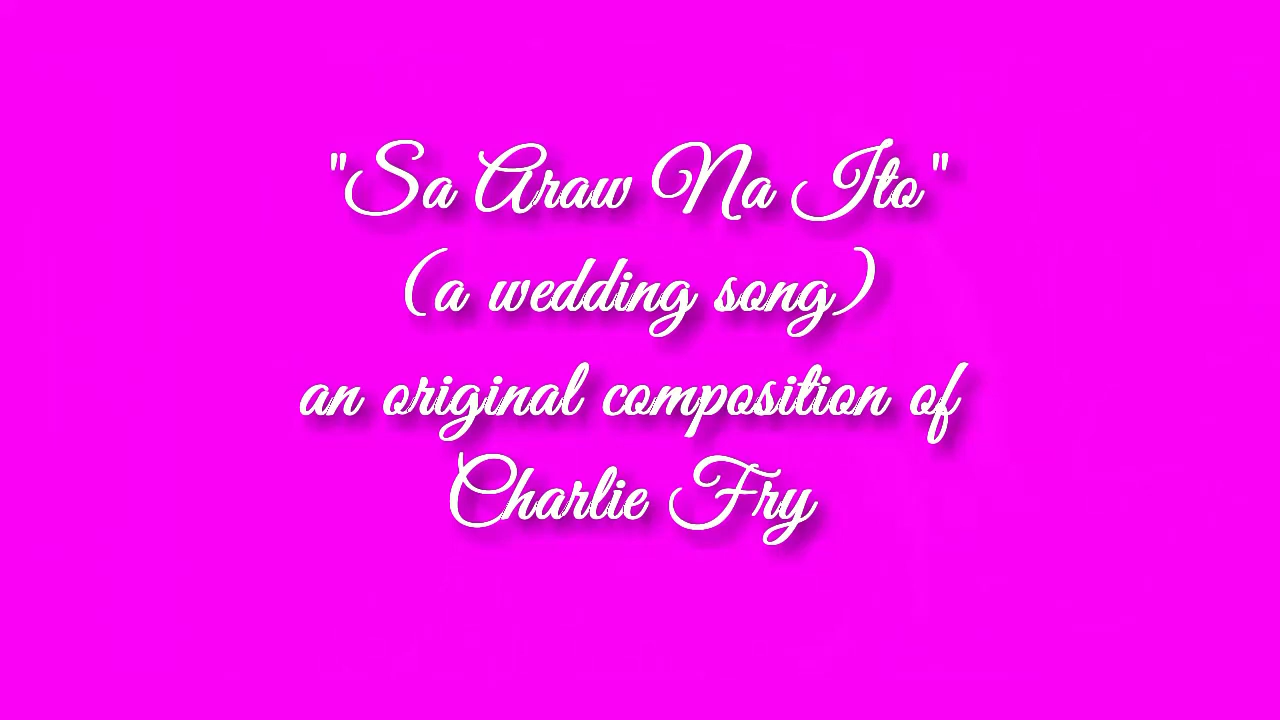 "Sa Araw Na Ito"
(a wedding song)
an original composition of
Charlie Fry